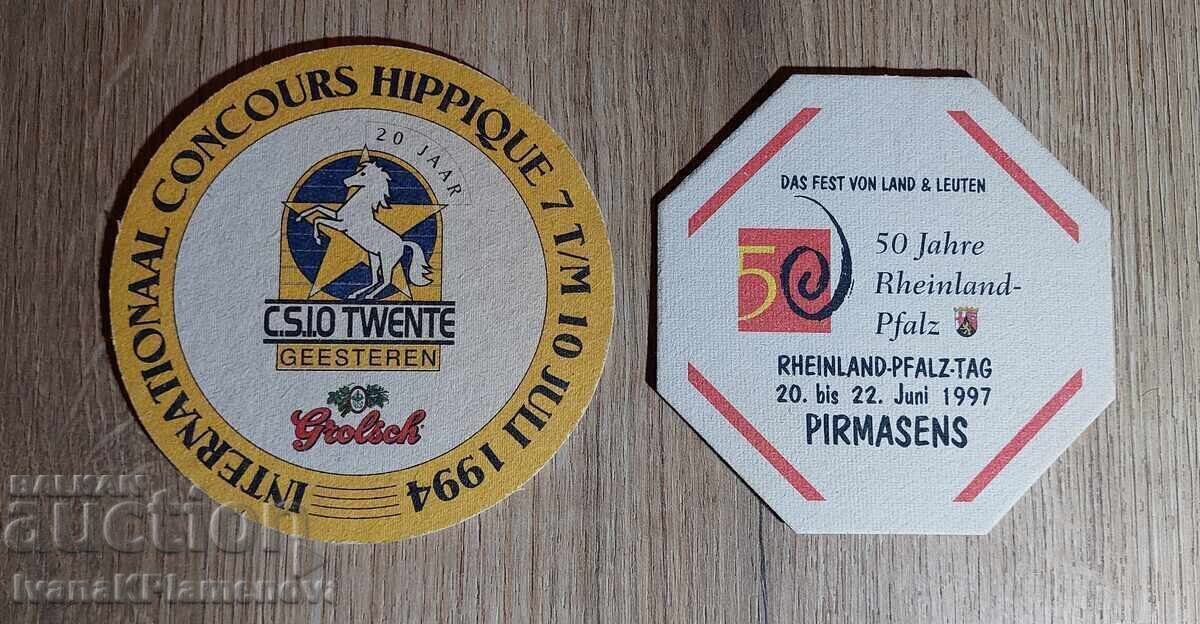 INTERNATIONAAL CONCOURS HIPPIQUE 7 T/M 10 JULI 1994
20 JAAR
C.S.I.O TWENTE
GEESTEREN
Grolsch
DAS FEST VON LAND & LEUTEN
50
50 Jahre
Rheinland-
Pfalz
RHEINLAND-PFALZ-TAG
20. bis 22. Juni 1997
PIRMASENS
BALKAN
auction
IvanaKPlamenova